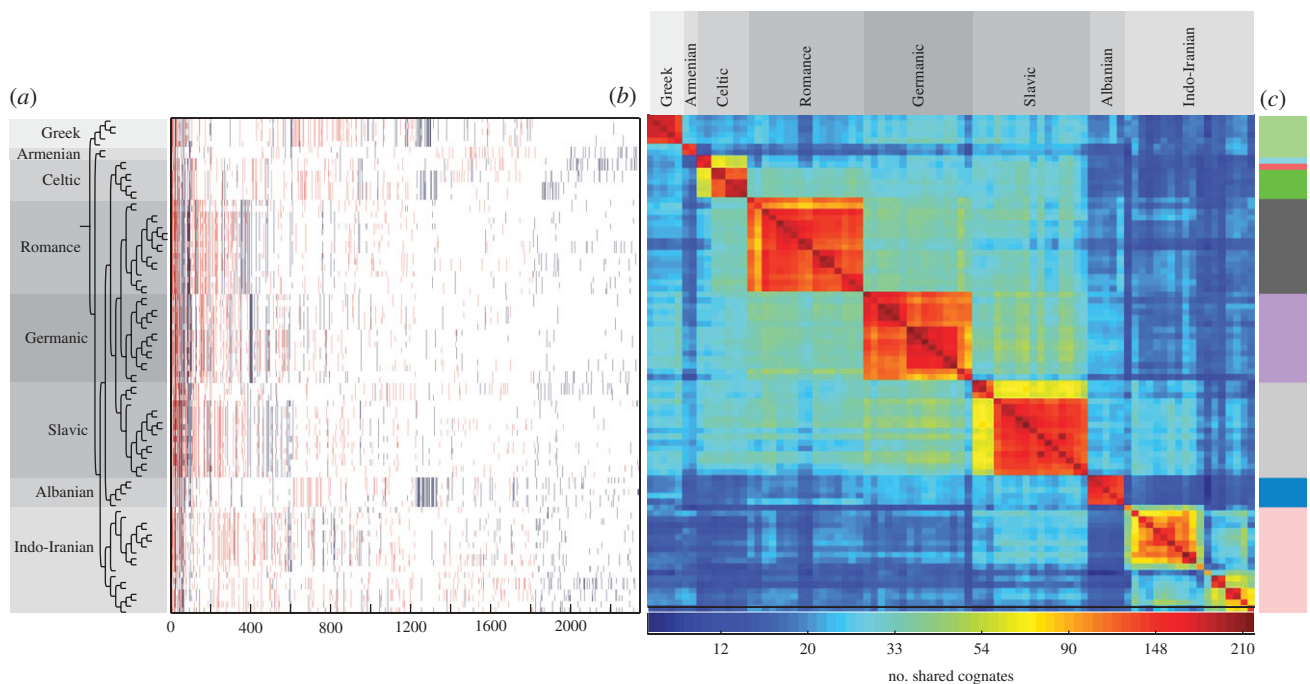 (a)
Greek
Armenian
Celtic
Romance
Germanic
Slavic
Albanian
Indo-Iranian
0 400 800 1200 1600 2000
(b)
Greek
Armenian
Celtic
Romance
Germanic
Slavic
Albanian
Indo-Iranian
(c)
12 20 33 54 90 148 210
no. shared cognates